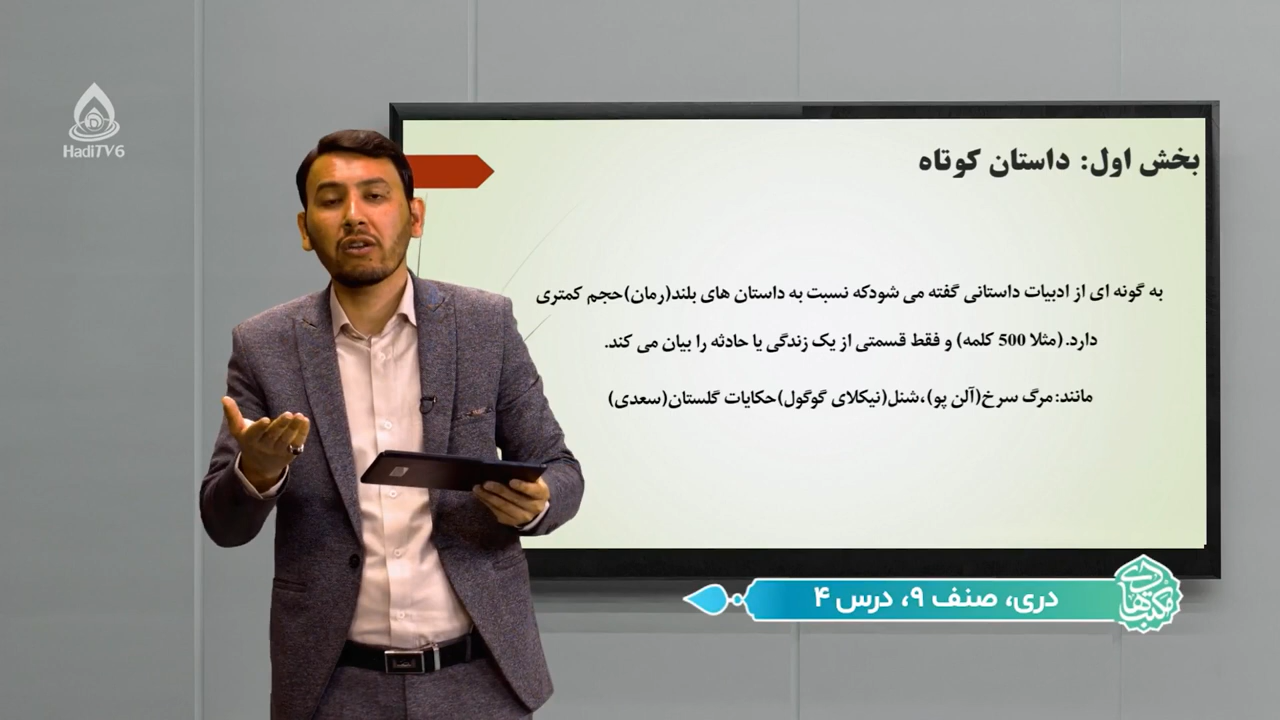 HadiTV6
بخش اول: داستان کوتاه
به گونه ای از ادبیات داستانی گفته می شودکه نسبت به داستان های بلند(رمان)حجم کمتری
دارد.(مثلا 500 کلمه) و فقط قسمتی از یک زندگی یا حادثه را بیان می کند.
مانند:مرگ سرخ(آلن پو)،شنل(نیکلای گوگول)حکایات گلستان(سعدی)
دری، صنف ۹، درس ۴